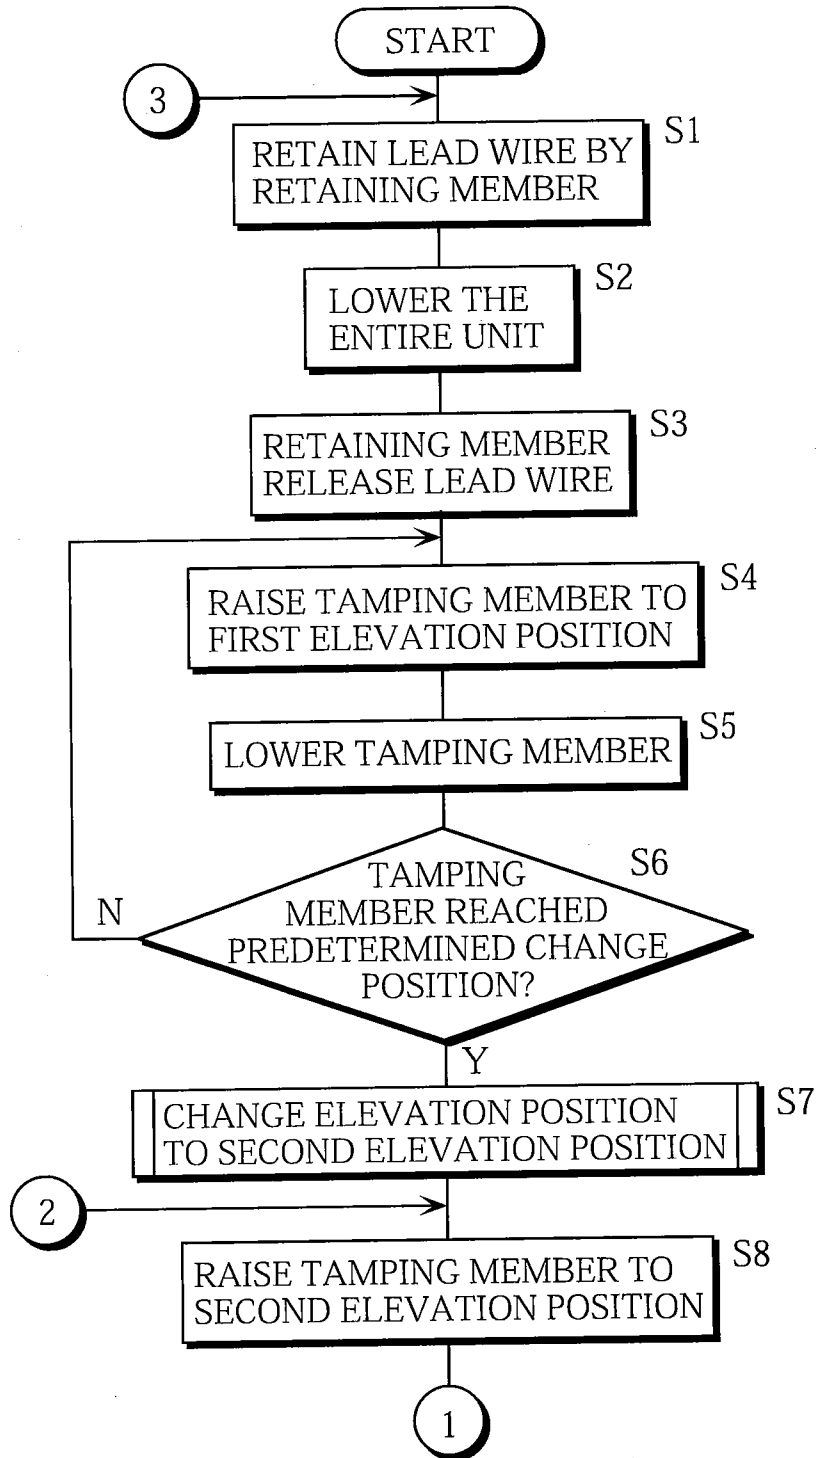 START
3
S1
RETAIN LEAD WIRE BY
RETAINING MEMBER
S2
LOWER THE
ENTIRE UNIT
S3
RETAINING MEMBER
RELEASE LEAD WIRE
S4
RAISE TAMPING MEMBER TO
FIRST ELEVATION POSITION
S5
LOWER TAMPING MEMBER
S6
TAMPING
MEMBER REACHED
PREDETERMINED CHANGE
POSITION?
N
Y
S7
CHANGE ELEVATION POSITION
TO SECOND ELEVATION POSITION
2
S8
RAISE TAMPING MEMBER TO
SECOND ELEVATION POSITION
1